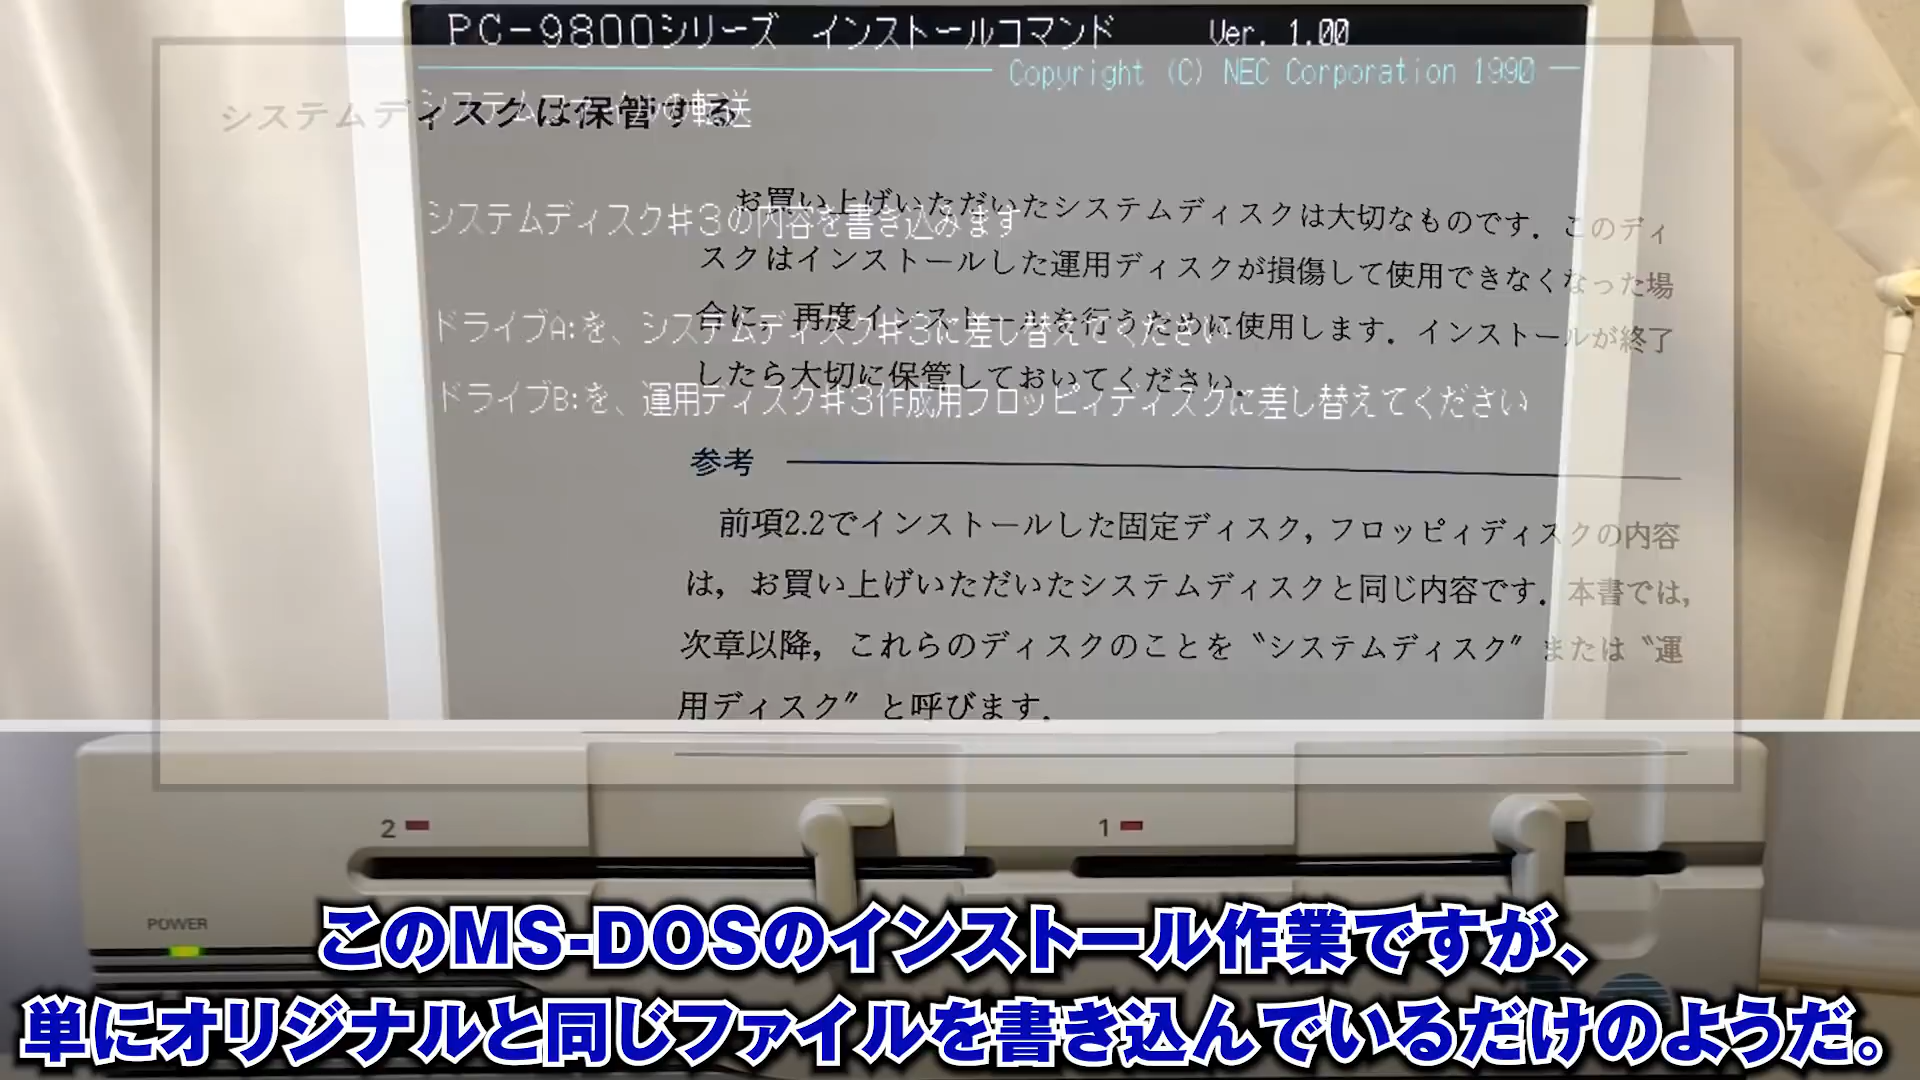 PC-9800シリーズ インストールコマンド Ver. 1.00
Copyright (C) NEC Corporation 1990
システムファイルの転送
システムディスク#3の内容を書き込みます
ドライブA:を、システムディスク#3に差し替えてください
ドライブB:を、運用ディスク#3作成用フロッピィディスクに差し替えてください
システムディスクは保管する
お買い上げいただいたシステムディスクは大切なものです．このディ
スクはインストールした運用ディスクが損傷して使用できなくなった場
合に，再度インストールを行うために使用します．インストールが終了
したら大切に保管しておいてください．
参考
前項2.2でインストールした固定ディスク，フロッピィディスクの内容
は，お買い上げいただいたシステムディスクと同じ内容です．本書では，
次章以降，これらのディスクのことを〝システムディスク〞または〝運
用ディスク〞と呼びます．
2
1
POWER
このMS-DOSのインストール作業ですが、
単にオリジナルと同じファイルを書き込んでいるだけのようだ。